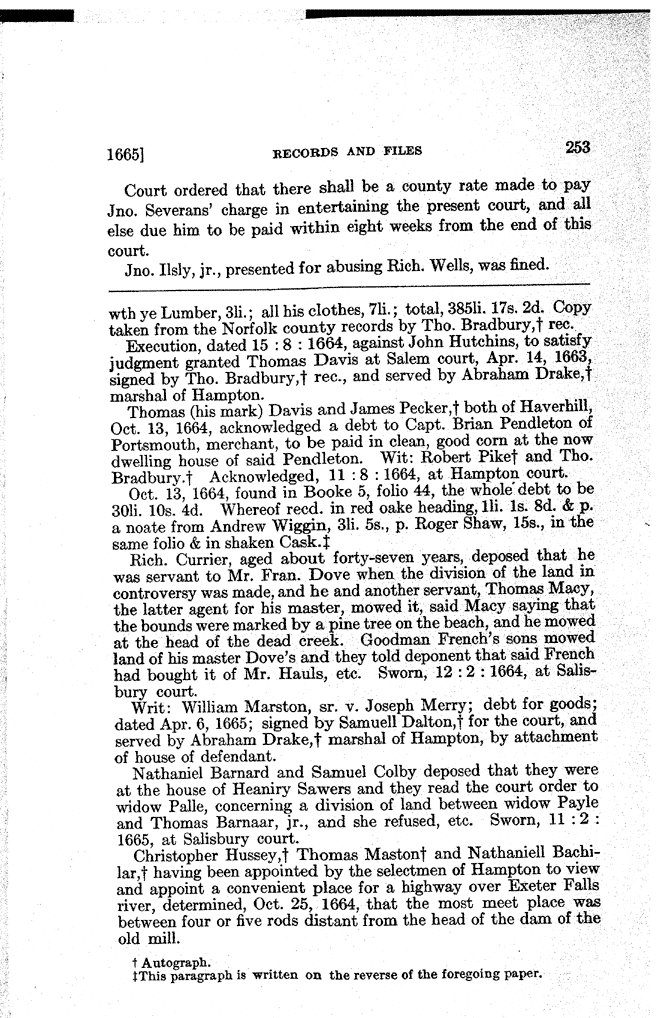 1665] RECORDS AND FILES 253
Court ordered that there shall be a county rate made to pay
Jno. Severans' charge in entertaining the present court, and all
else due him to be paid within eight weeks from the end of this
court.
Jno. Ilsly, jr., presented for abusing Rich. Wells, was fined.
wth ye Lumber, 3li.; all his clothes, 7li.; total, 385li. 17s. 2d. Copy
taken from the Norfolk county records by Tho. Bradbury,† rec.
Execution, dated 15 : 8 : 1664, against John Hutchins, to satisfy
judgment granted Thomas Davis at Salem court, Apr. 14, 1663,
signed by Tho. Bradbury,† rec., and served by Abraham Drake,†
marshal of Hampton.
Thomas (his mark) Davis and James Pecker,† both of Haverhill,
Oct. 13, 1664, acknowledged a debt to Capt. Brian Pendleton of
Portsmouth, merchant, to be paid in clean, good corn at the now
dwelling house of said Pendleton. Wit: Robert Pike† and Tho.
Bradbury.† Acknowledged, 11 : 8 : 1664, at Hampton court.
Oct. 13, 1664, found in Booke 5, folio 44, the whole debt to be
30li. 10s. 4d. Whereof recd. in red oake heading, 1li. 1s. 8d. & p.
a noate from Andrew Wiggin, 3li. 5s., p. Roger Shaw, 15s., in the
same folio & in shaken Cask.‡
Rich. Currier, aged about forty-seven years, deposed that he
was servant to Mr. Fran. Dove when the division of the land in
controversy was made, and he and another servant, Thomas Macy,
the latter agent for his master, mowed it, said Macy saying that
the bounds were marked by a pine tree on the beach, and he mowed
at the head of the dead creek. Goodman French's sons mowed
land of his master Dove's and they told deponent that said French
had bought it of Mr. Hauls, etc. Sworn, 12 : 2 : 1664, at Salis-
bury court.
Writ: William Marston, sr. v. Joseph Merry; debt for goods;
dated Apr. 6, 1665; signed by Samuell Dalton,† for the court, and
served by Abraham Drake,† marshal of Hampton, by attachment
of house of defendant.
Nathaniel Barnard and Samuel Colby deposed that they were
at the house of Heaniry Sawers and they read the court order to
widow Palle, concerning a division of land between widow Payle
and Thomas Barnaar, jr., and she refused, etc. Sworn, 11 : 2 :
1665, at Salisbury court.
Christopher Hussey,† Thomas Maston† and Nathaniell Bachi-
lar,† having been appointed by the selectmen of Hampton to view
and appoint a convenient place for a highway over Exeter Falls
river, determined, Oct. 25, 1664, that the most meet place was
between four or five rods distant from the head of the dam of the
old mill.
† Autograph.
‡This paragraph is written on the reverse of the foregoing paper.